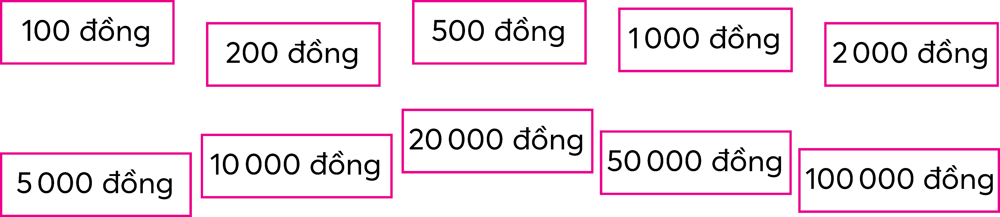 100 đồng
200 đồng
500 đồng
1 000 đồng
2 000 đồng
5 000 đồng
10 000 đồng
20 000 đồng
50 000 đồng
100 000 đồng